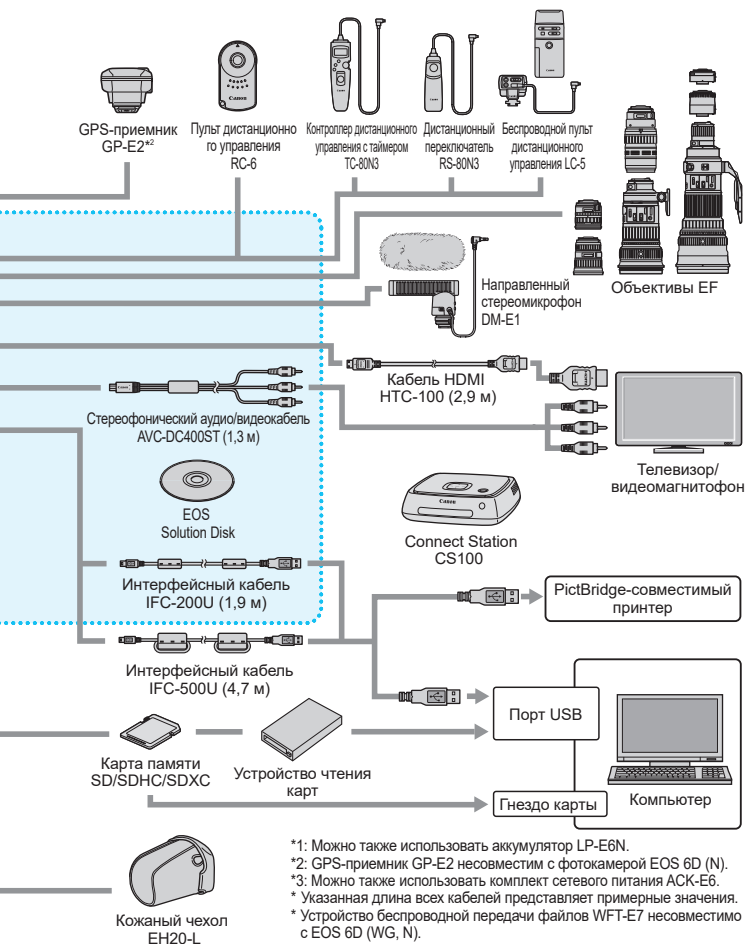 GPS-приемник
GP-E2*2
Пульт дистанционно
го управления
RC-6
Контроллер дистанционного
управления с таймером
TC-80N3
Дистанционный
переключатель
RS-80N3
Беспроводной пульт
дистанционного
управления LC-5
Canon
Направленный
стереомикрофон
DM-E1
Объективы EF
Кабель HDMI
HTC-100 (2,9 м)
Стереофонический аудио/видеокабель
AVC-DC400ST (1,3 м)
Телевизор/
видеомагнитофон
EOS
Solution Disk
Canon
Connect Station
CS100
Интерфейсный кабель
IFC-200U (1,9 м)
PictBridge-совместимый
принтер
Интерфейсный кабель
IFC-500U (4,7 м)
Порт USB
Карта памяти
SD/SDHC/SDXC
Устройство чтения
карт
Гнездо карты
Компьютер
Кожаный чехол
EH20-L
*1: Можно также использовать аккумулятор LP-E6N.
*2: GPS-приемник GP-E2 несовместим с фотокамерой EOS 6D (N).
*3: Можно также использовать комплект сетевого питания ACK-E6.
* Указанная длина всех кабелей представляет примерные значения.
* Устройство беспроводной передачи файлов WFT-E7 несовместимо
с EOS 6D (WG, N).